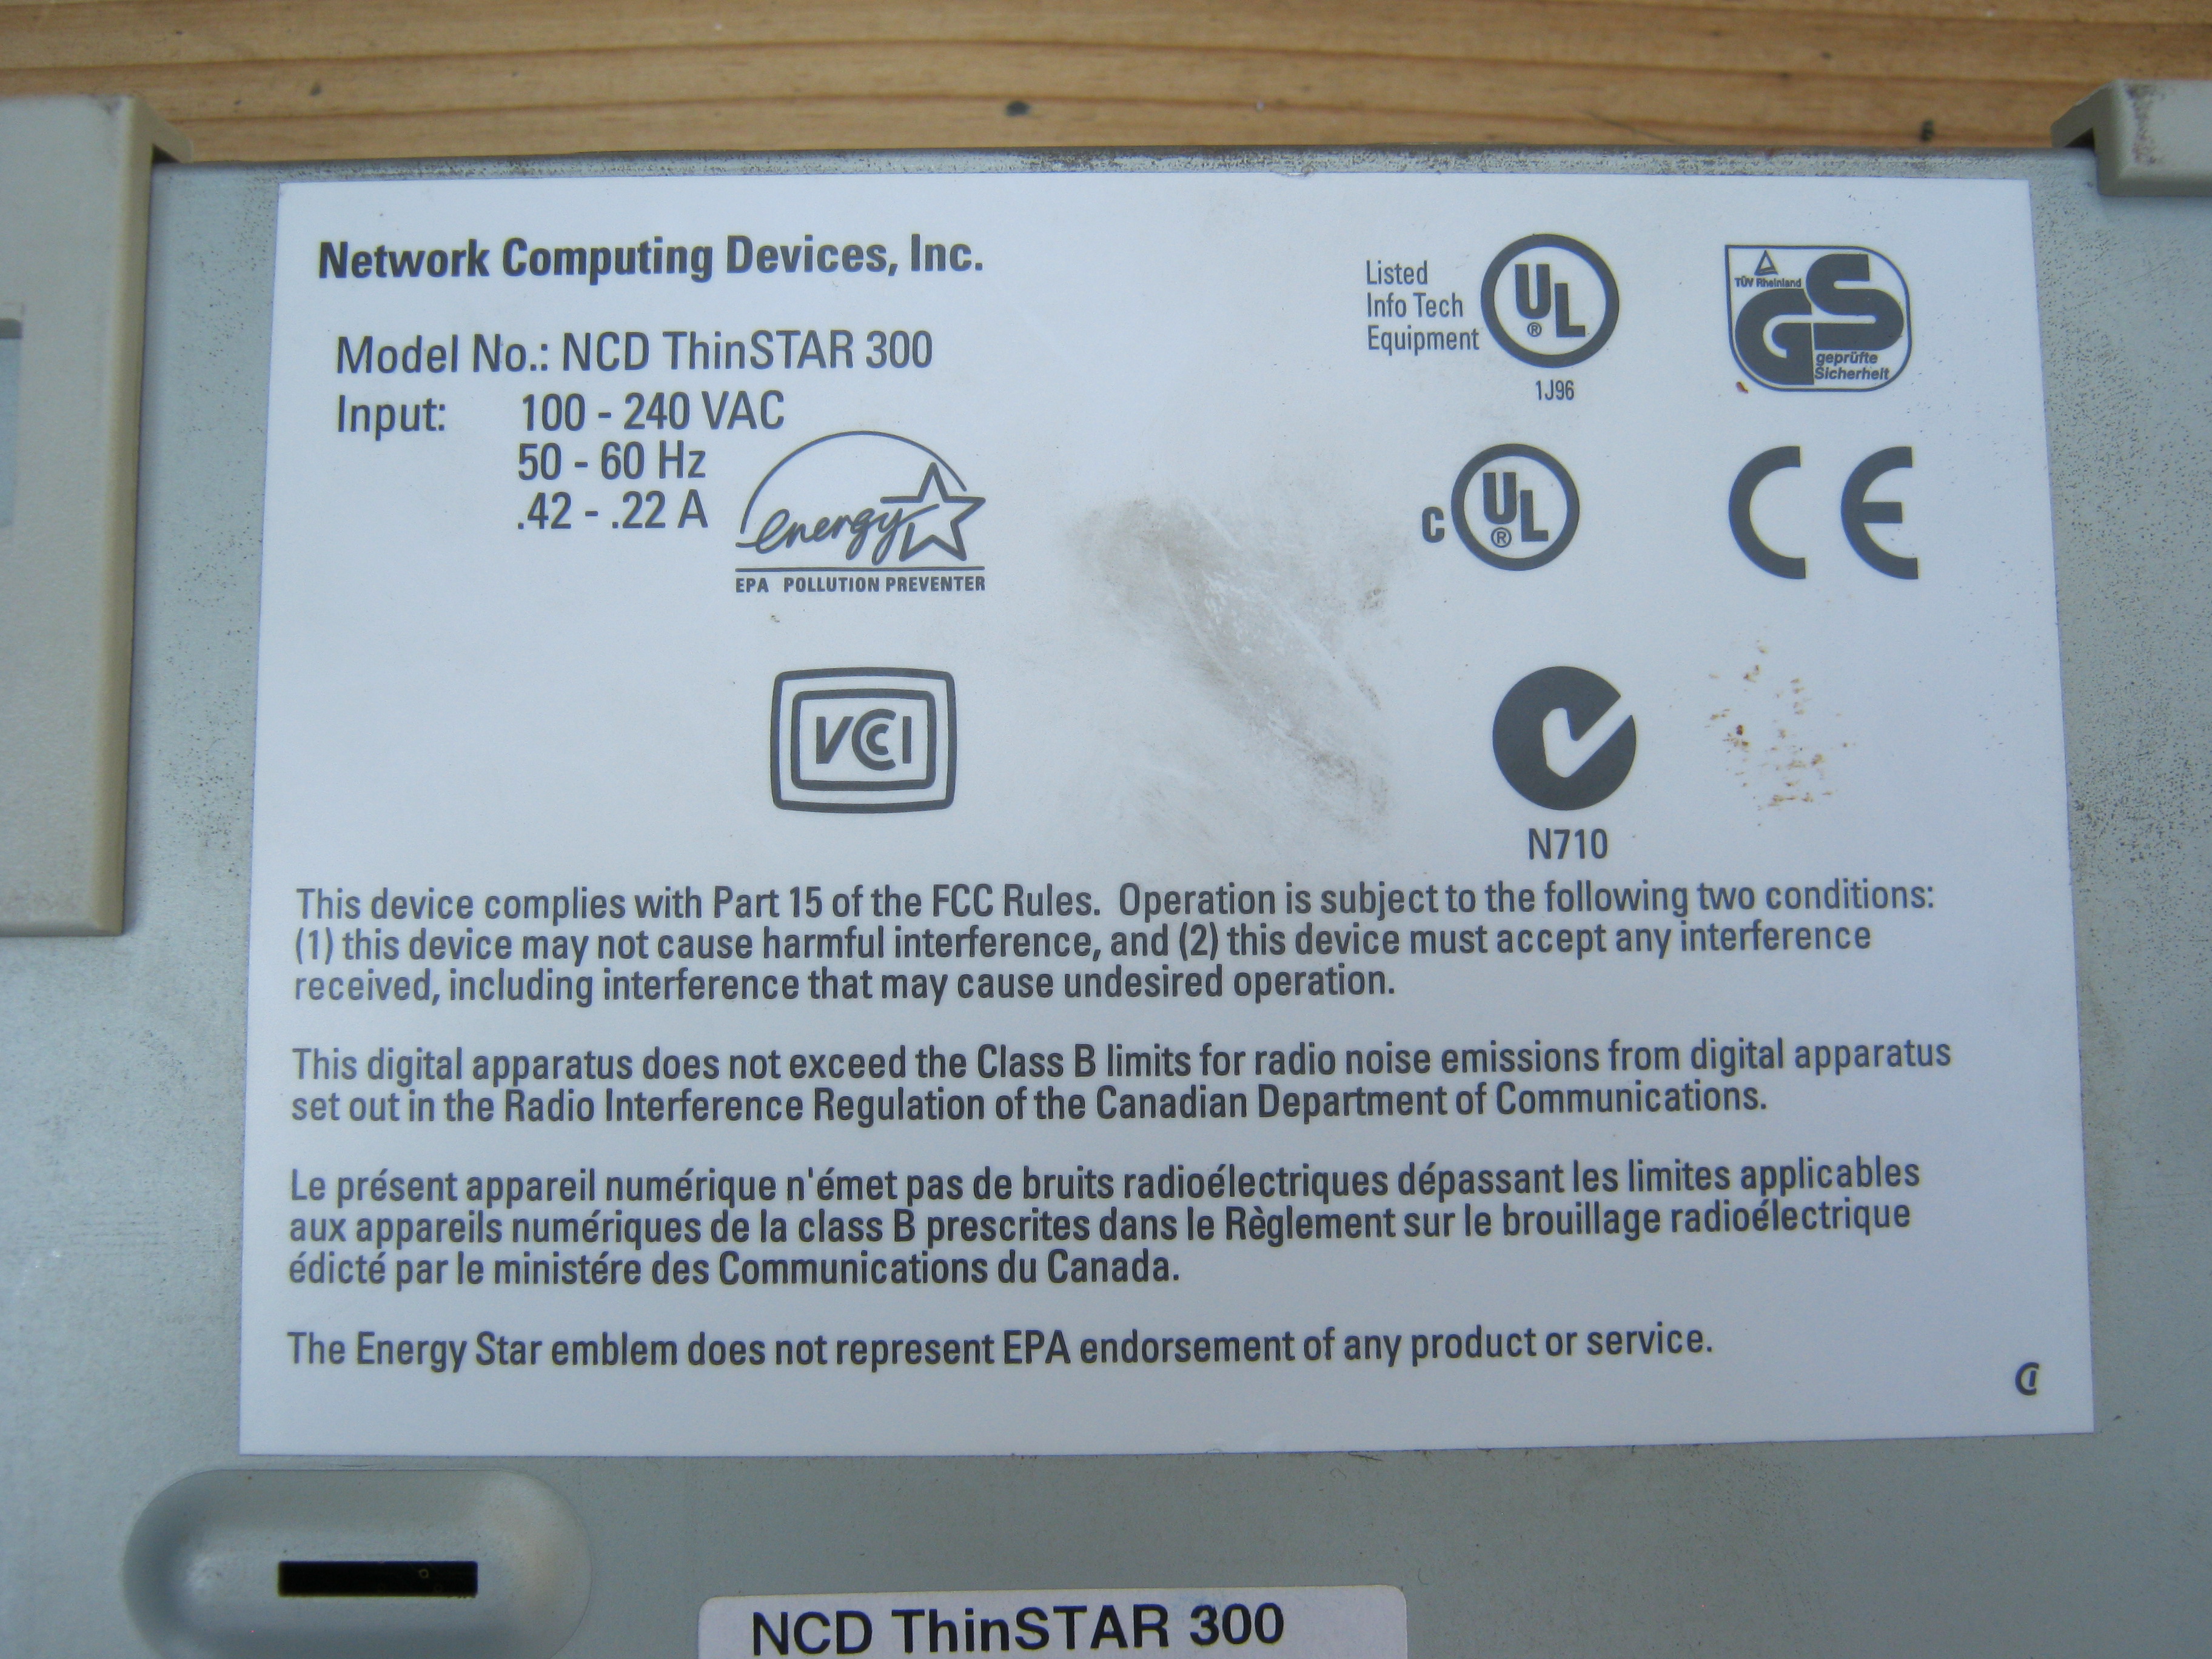 Network Computing Devices, Inc.
Model No.: NCD ThinSTAR 300
Input: 100 - 240 VAC
50 - 60 Hz
.42 - .22 A
energy
EPA POLLUTION PREVENTER
Listed
Info Tech
Equipment
UL
®
1J96
TÜV Rheinland
GS
geprüfte
Sicherheit
C UL
®
CE
VCCI
N710
This device complies with Part 15 of the FCC Rules. Operation is subject to the following two conditions:
(1) this device may not cause harmful interference, and (2) this device must accept any interference
received, including interference that may cause undesired operation.
This digital apparatus does not exceed the Class B limits for radio noise emissions from digital apparatus
set out in the Radio Interference Regulation of the Canadian Department of Communications.
Le présent appareil numérique n'émet pas de bruits radioélectriques dépassant les limites applicables
aux appareils numériques de la class B prescrites dans le Règlement sur le brouillage radioélectrique
édicté par le ministére des Communications du Canada.
The Energy Star emblem does not represent EPA endorsement of any product or service.
NCD ThinSTAR 300